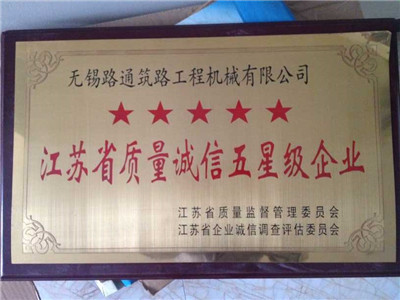 无锡路通筑路工程机械有限公司
★★★★★
江苏省质量诚信五星级企业
江苏省质量监督管理委员会
江苏省企业诚信调查评估委员会